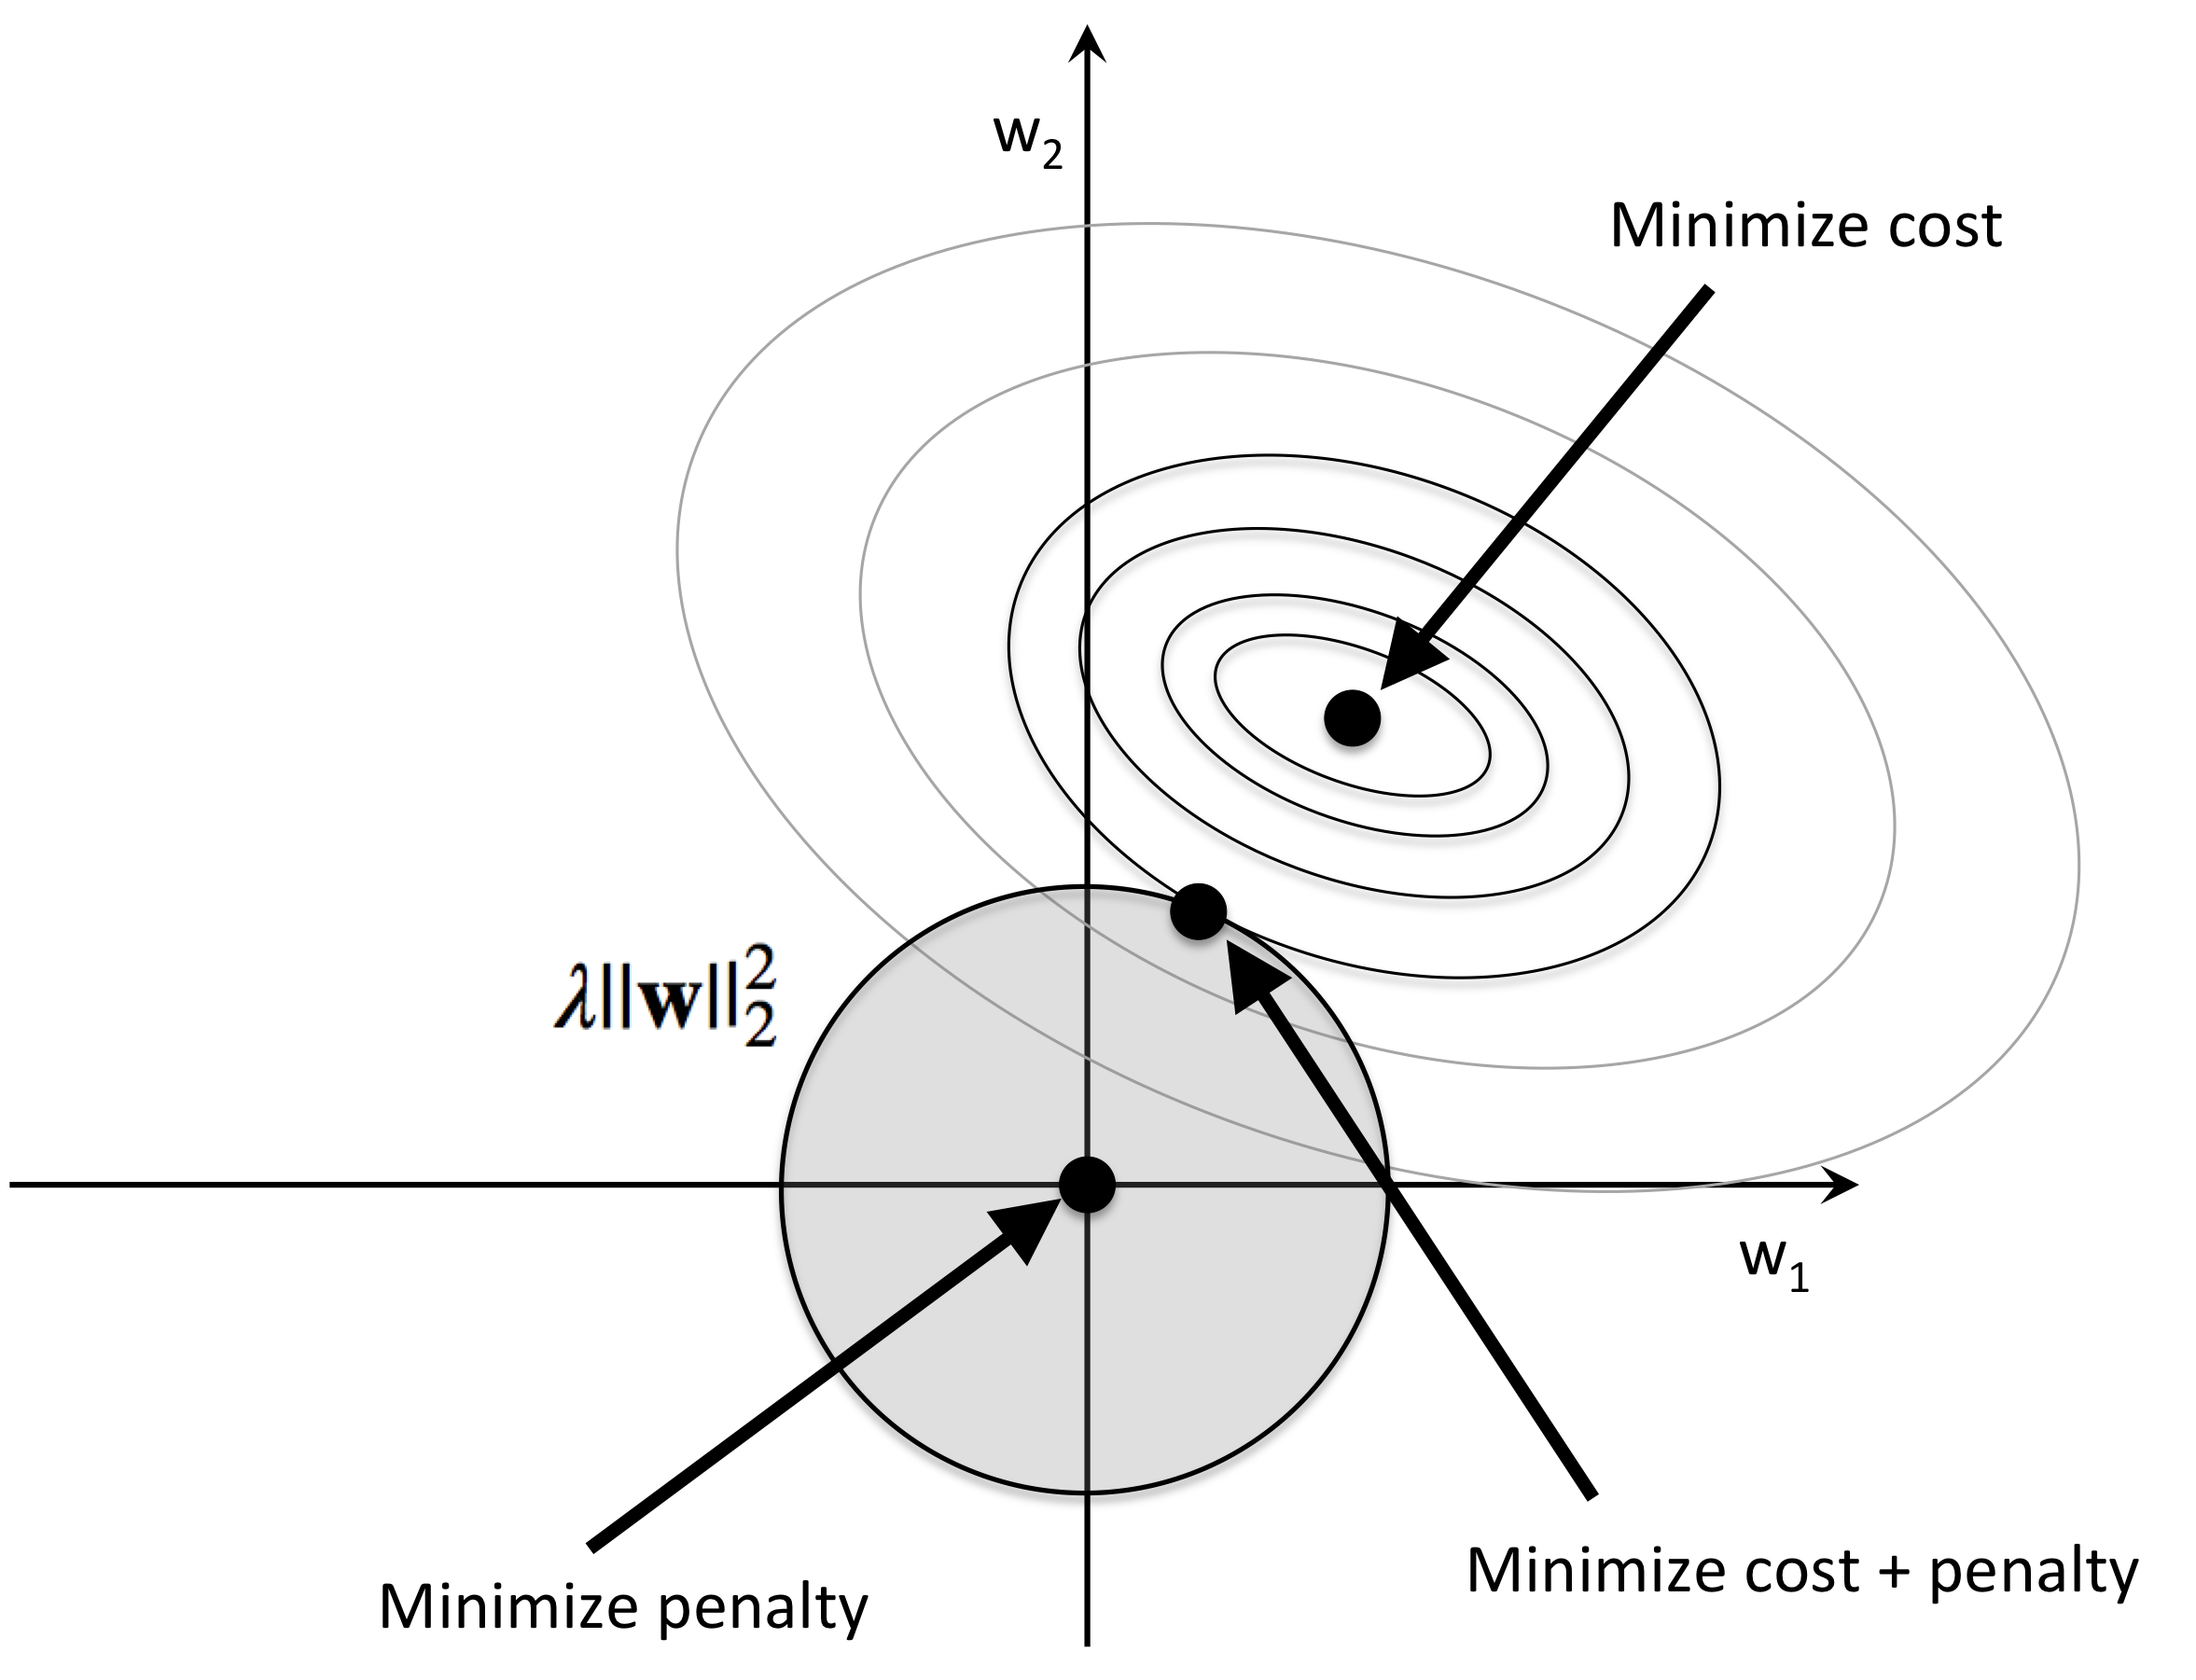 w₂
Minimize cost
λ||w||₂²
w₁
Minimize cost + penalty
Minimize penalty